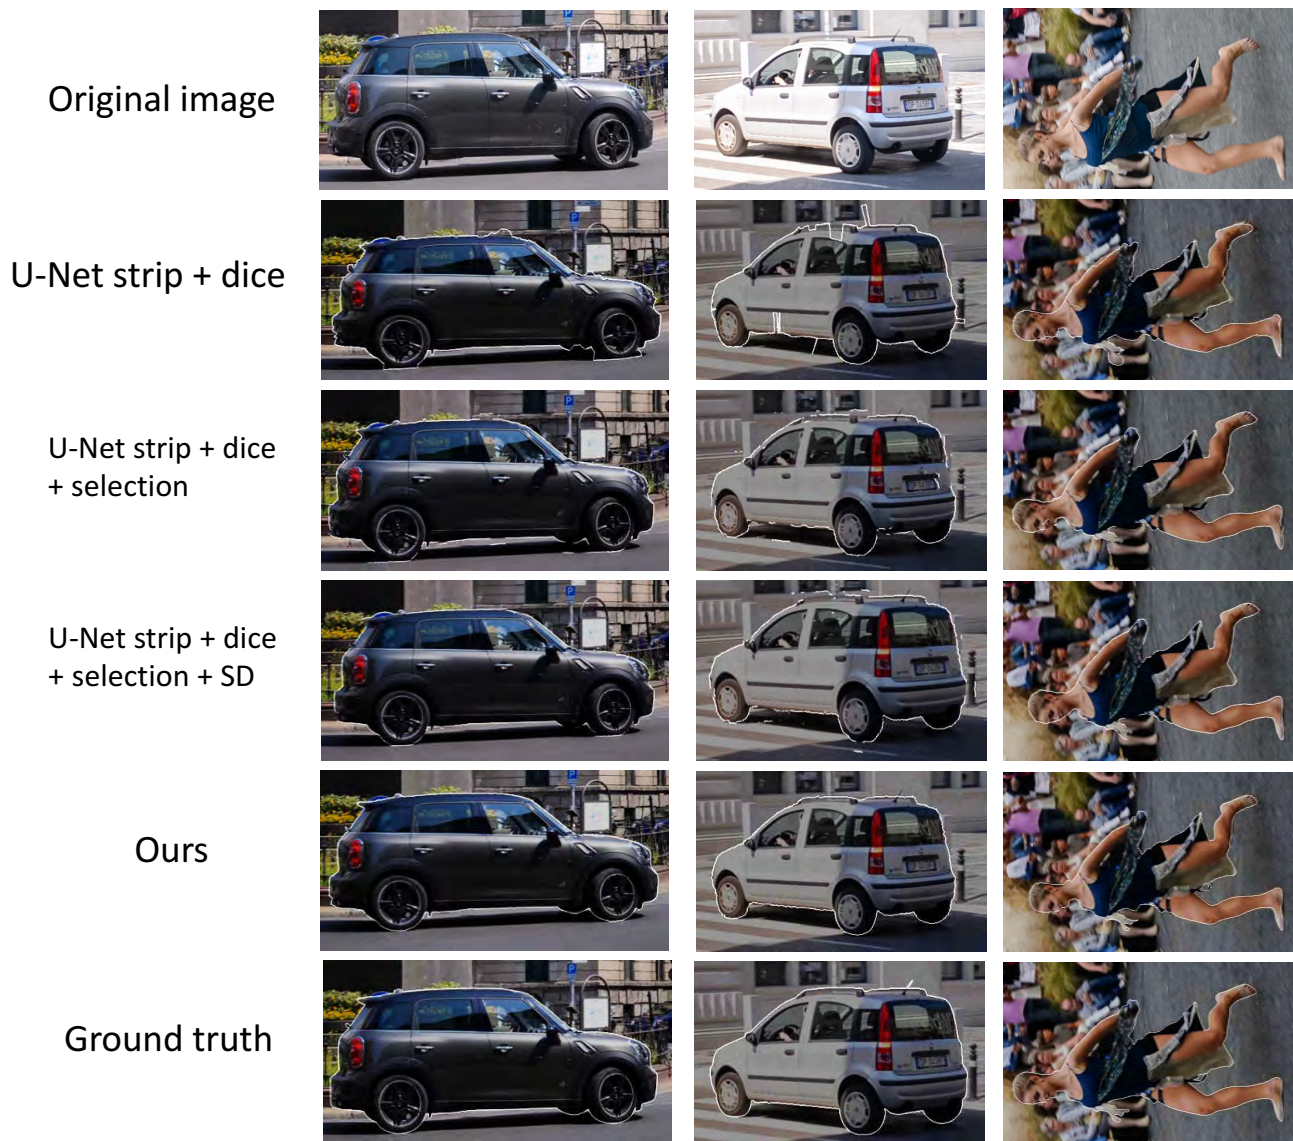 Original image
U-Net strip + dice
U-Net strip + dice
+ selection
U-Net strip + dice
+ selection + SD
Ours
Ground truth